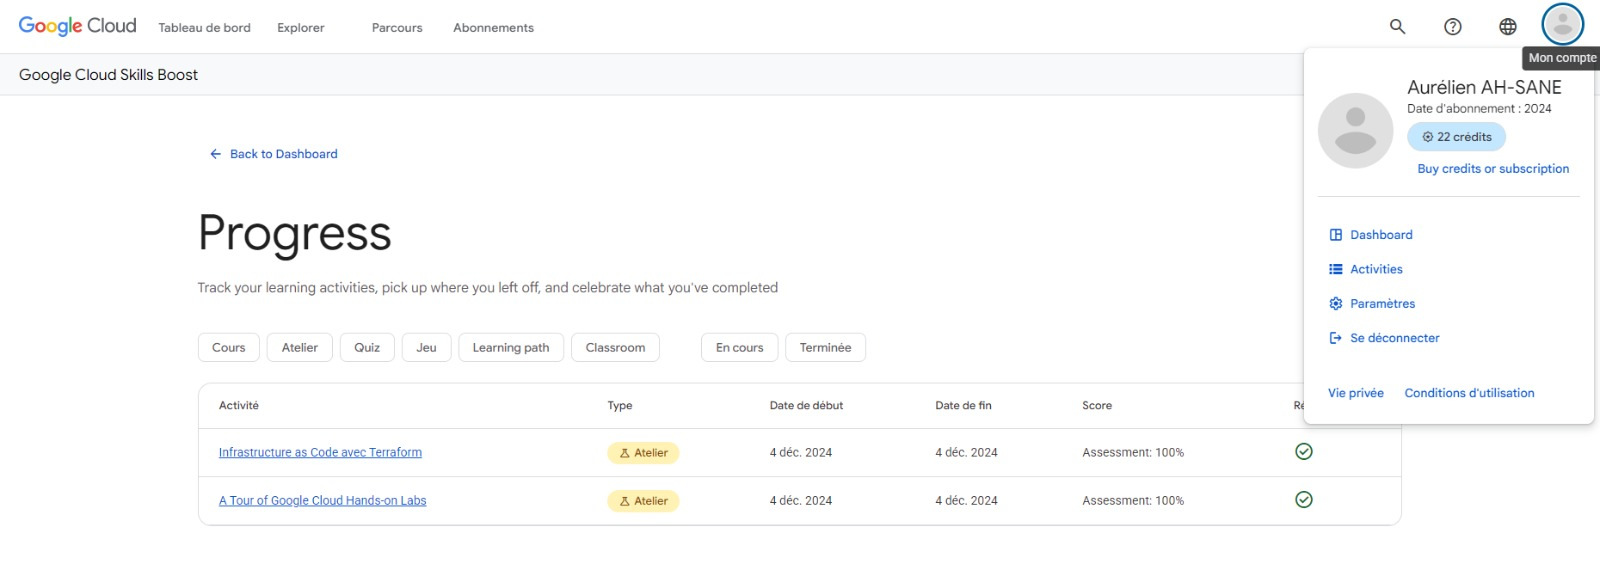 Google Cloud Tableau de bord Explorer Parcours Abonnements
Mon compte
Google Cloud Skills Boost
Aurélien AH-SANE
Date d'abonnement : 2024
22 crédits
Buy credits or subscription
Dashboard
Activities
Paramètres
Se déconnecter
Vie privée Conditions d'utilisation
Back to Dashboard
Progress
Track your learning activities, pick up where you left off, and celebrate what you've completed
Cours Atelier Quiz Jeu Learning path Classroom En cours Terminée
Activité Type Date de début Date de fin Score
Infrastructure as Code avec Terraform Atelier 4 déc. 2024 4 déc. 2024 Assessment: 100%
A Tour of Google Cloud Hands-on Labs Atelier 4 déc. 2024 4 déc. 2024 Assessment: 100%